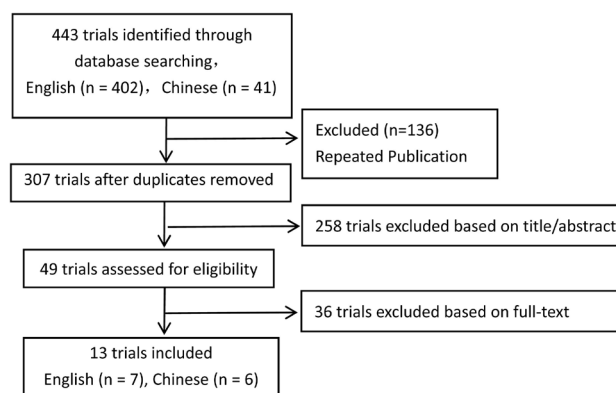 443 trials identified through
database searching，
English (n = 402)， Chinese (n = 41)
Excluded (n=136)
Repeated Publication
307 trials after duplicates removed
258 trials excluded based on title/abstract
49 trials assessed for eligibility
36 trials excluded based on full-text
13 trials included
English (n = 7), Chinese (n = 6)